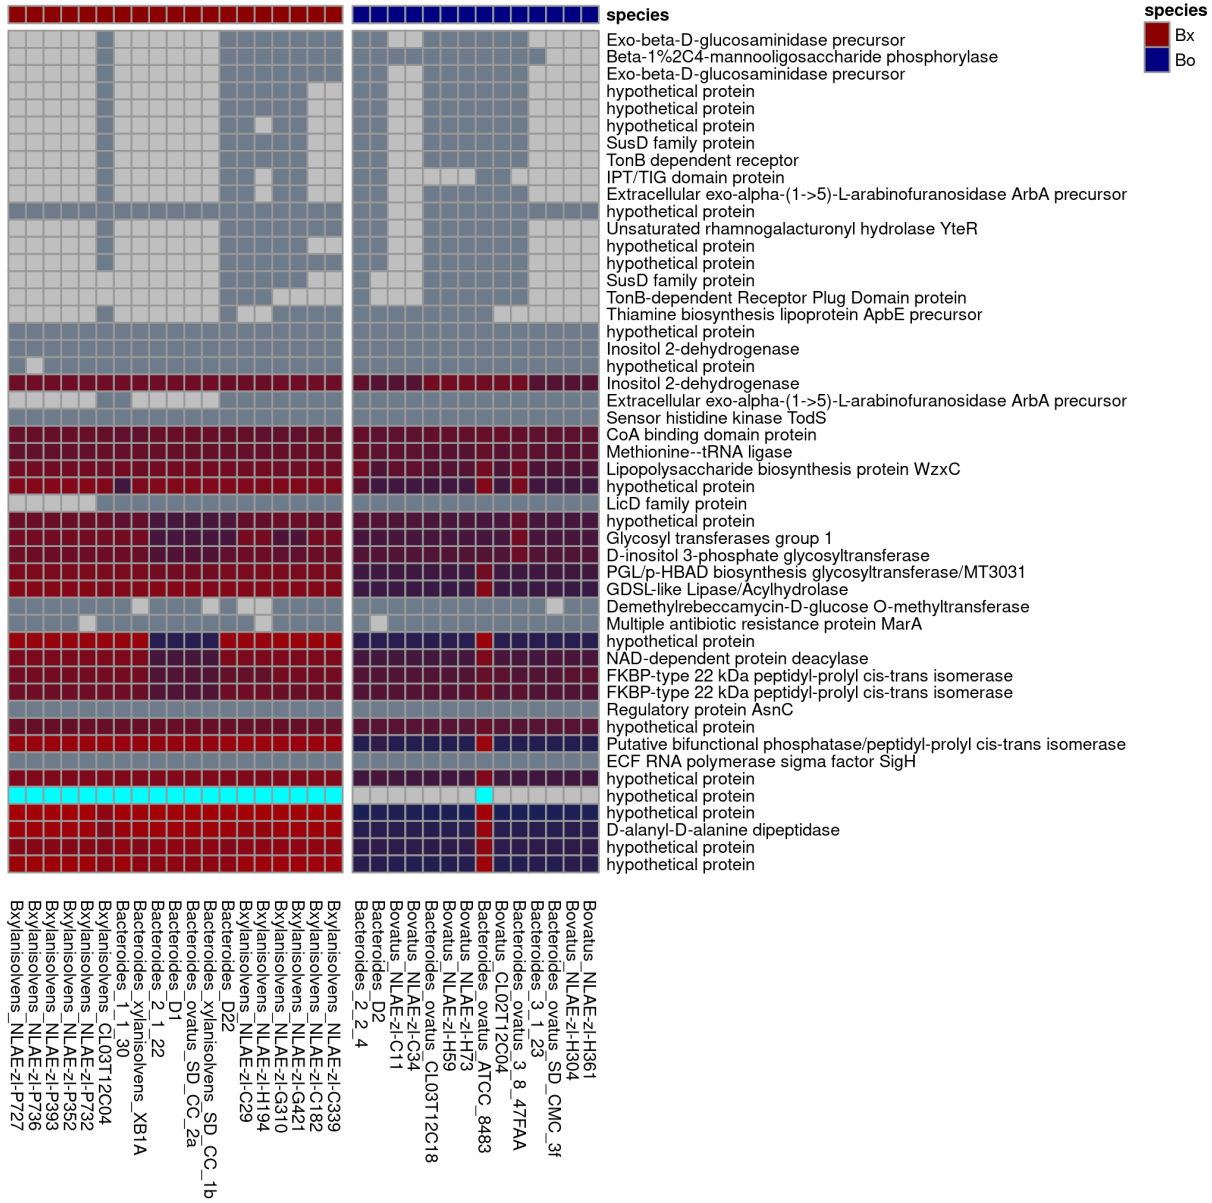 species
species
Bx
Bo
Exo-beta-D-glucosaminidase precursor
Beta-1%2C4-mannooligosaccharide phosphorylase
Exo-beta-D-glucosaminidase precursor
hypothetical protein
hypothetical protein
hypothetical protein
SusD family protein
TonB dependent receptor
IPT/TIG domain protein
Extracellular exo-alpha-(1->5)-L-arabinofuranosidase ArbA precursor
hypothetical protein
Unsaturated rhamnogalacturonyl hydrolase YteR
hypothetical protein
hypothetical protein
SusD family protein
TonB-dependent Receptor Plug Domain protein
Thiamine biosynthesis lipoprotein ApbE precursor
hypothetical protein
Inositol 2-dehydrogenase
hypothetical protein
Inositol 2-dehydrogenase
Extracellular exo-alpha-(1->5)-L-arabinofuranosidase ArbA precursor
Sensor histidine kinase TodS
CoA binding domain protein
Methionine--tRNA ligase
Lipopolysaccharide biosynthesis protein WzxC
hypothetical protein
LicD family protein
hypothetical protein
Glycosyl transferases group 1
D-inositol 3-phosphate glycosyltransferase
PGL/p-HBAD biosynthesis glycosyltransferase/MT3031
GDSL-like Lipase/Acylhydrolase
Demethylrebeccamycin-D-glucose O-methyltransferase
Multiple antibiotic resistance protein MarA
hypothetical protein
NAD-dependent protein deacylase
FKBP-type 22 kDa peptidyl-prolyl cis-trans isomerase
FKBP-type 22 kDa peptidyl-prolyl cis-trans isomerase
Regulatory protein AsnC
hypothetical protein
Putative bifunctional phosphatase/peptidyl-prolyl cis-trans isomerase
ECF RNA polymerase sigma factor SigH
hypothetical protein
hypothetical protein
hypothetical protein
D-alanyl-D-alanine dipeptidase
hypothetical protein
hypothetical protein
Bxylanisolvens_NLAE-zl-P727
Bxylanisolvens_NLAE-zl-P736
Bxylanisolvens_NLAE-zl-P393
Bxylanisolvens_NLAE-zl-P352
Bxylanisolvens_NLAE-zl-P732
Bxylanisolvens_CL03T12C04
Bacteroides_1_1_30
Bacteroides_xylanisolvens_XB1A
Bacteroides_2_1_22
Bacteroides_D1
Bacteroides_ovatus_SD_CC_2a
Bacteroides_xylanisolvens_SD_CC_1b
Bacteroides_D22
Bxylanisolvens_NLAE-zl-C29
Bxylanisolvens_NLAE-zl-H194
Bxylanisolvens_NLAE-zl-G310
Bxylanisolvens_NLAE-zl-G421
Bxylanisolvens_NLAE-zl-C182
Bxylanisolvens_NLAE-zl-C339
Bacteroides_2_2_4
Bacteroides_D2
Bovatus_NLAE-zl-C11
Bovatus_NLAE-zl-C34
Bacteroides_ovatus_CL03T12C18
Bovatus_NLAE-zl-H59
Bovatus_NLAE-zl-H73
Bacteroides_ovatus_ATCC_8483
Bovatus_CL02T12C04
Bacteroides_ovatus_3_8_47FAA
Bacteroides_3_1_23
Bacteroides_ovatus_SD_CMC_3f
Bovatus_NLAE-zl-H304
Bovatus_NLAE-zl-H361